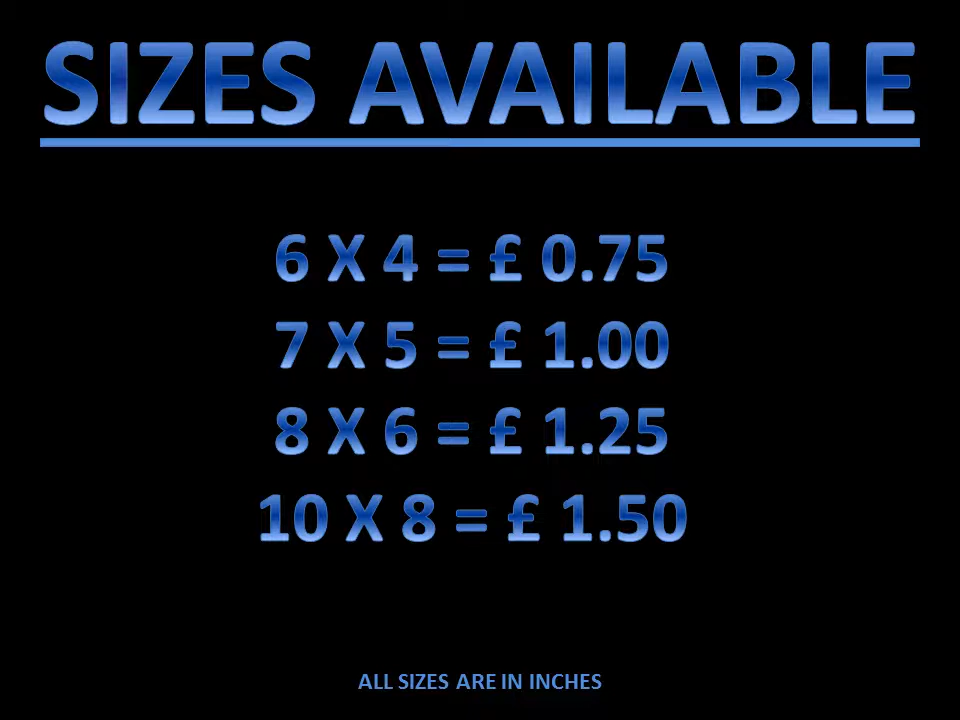 SIZES AVAILABLE
6 X 4 = £ 0.75
7 X 5 = £ 1.00
8 X 6 = £ 1.25
10 X 8 = £ 1.50
ALL SIZES ARE IN INCHES